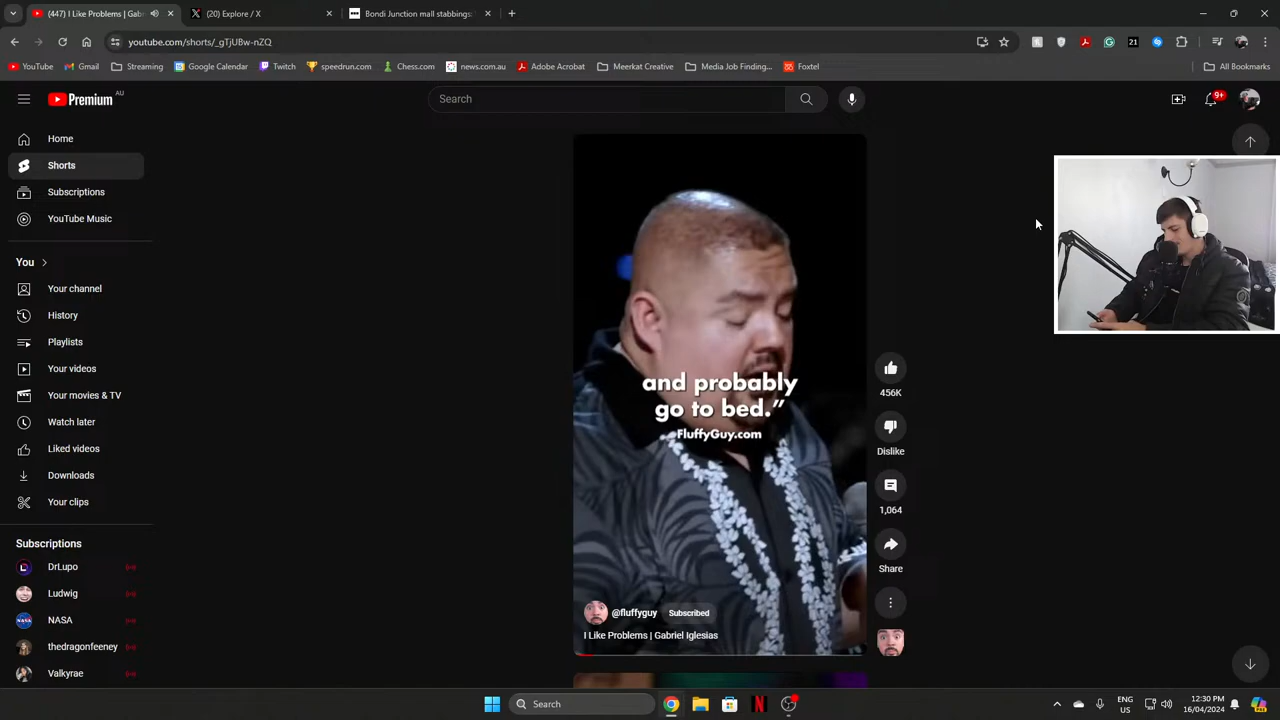 (447) I Like Problems | Gab
(20) Explore / X
Bondi Junction mall stabbings:
youtube.com/shorts/_gTjUBw-nZQ
21
YouTube
Gmail
Streaming
Google Calendar
Twitch
speedrun.com
Chess.com
news.com.au
Adobe Acrobat
Meerkat Creative
Media Job Finding...
Foxtel
All Bookmarks
Premium AU
Search
9+
Home
Shorts
Subscriptions
YouTube Music
You
Your channel
History
Playlists
Your videos
Your movies & TV
Watch later
Liked videos
Downloads
Your clips
Subscriptions
DrLupo
Ludwig
NASA
thedragonfeeney
Valkyrae
and probably
go to bed.”
FluffyGuy.com
@fluffyguy Subscribed
I Like Problems | Gabriel Iglesias
456K
Dislike
1,064
Share
Search
ENG
US
12:30 PM
16/04/2024